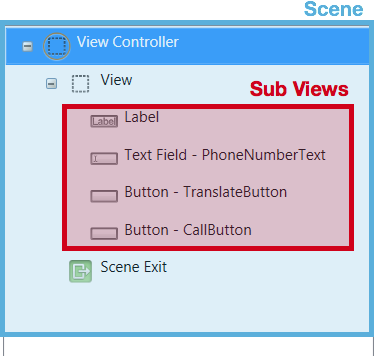 Scene
View Controller
View
Sub Views
Label
Label
Text Field - PhoneNumberText
Button - TranslateButton
Button - CallButton
Scene Exit